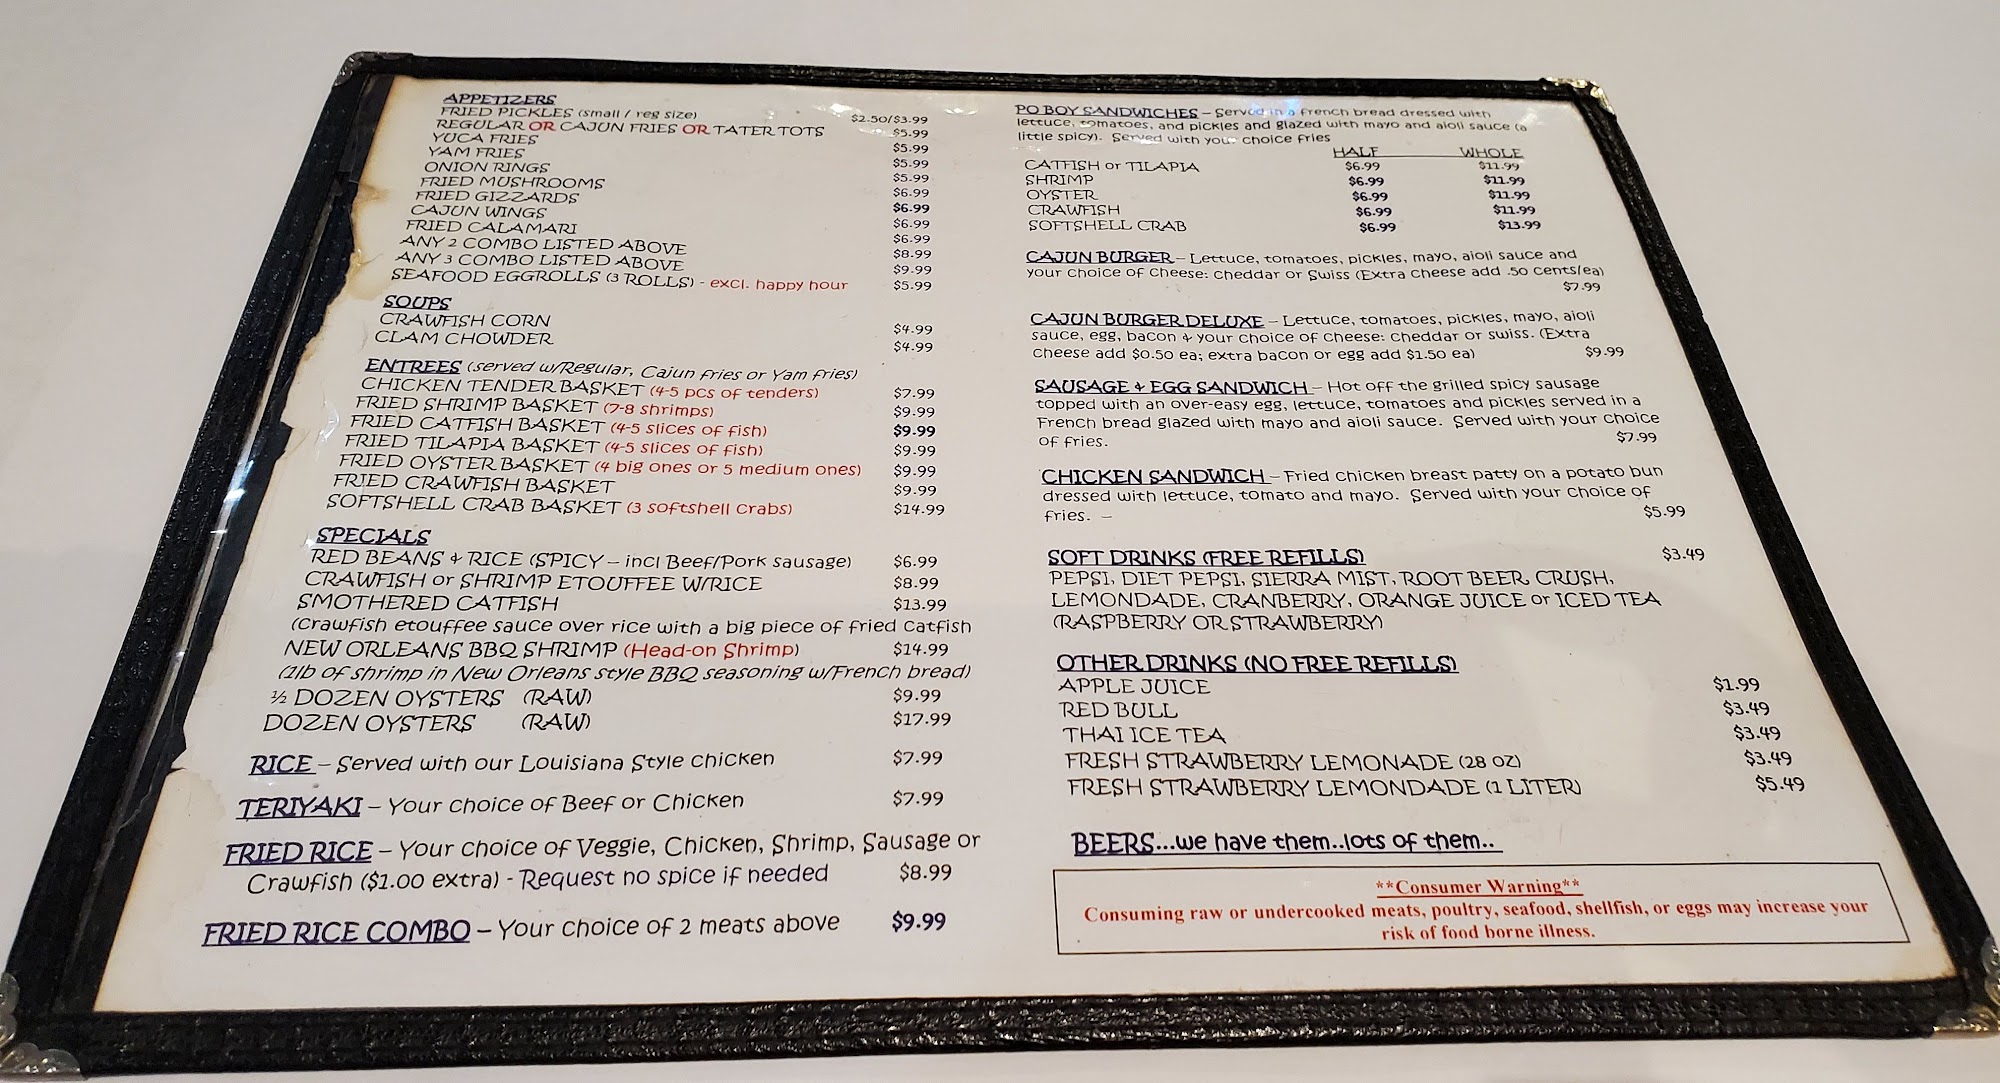 APPETIZERS
FRIED PICKLES (small / reg size) $2.50/$3.99
REGULAR OR CAJUN FRIES OR TATER TOTS $5.99
YUCA FRIES $5.99
YAM FRIES $5.99
ONION RINGS $5.99
FRIED MUSHROOMS $6.99
FRIED GIZZARDS $6.99
CAJUN WINGS $6.99
FRIED CALAMARI $6.99
ANY 2 COMBO LISTED ABOVE $8.99
ANY 3 COMBO LISTED ABOVE $9.99
SEAFOOD EGGROLLS (3 ROLLS) - excl. happy hour $5.99
SOUPS
CRAWFISH CORN $4.99
CLAM CHOWDER $4.99
ENTREES (served w/Regular, Cajun fries or Yam fries)
CHICKEN TENDER BASKET (4-5 pcs of tenders) $7.99
FRIED SHRIMP BASKET (7-8 shrimps) $9.99
FRIED CATFISH BASKET (4-5 slices of fish) $9.99
FRIED TILAPIA BASKET (4-5 slices of fish) $9.99
FRIED OYSTER BASKET (4 big ones or 5 medium ones) $9.99
FRIED CRAWFISH BASKET $9.99
SOFTSHELL CRAB BASKET (3 softshell crabs) $14.99
SPECIALS
RED BEANS & RICE (SPICY – incl Beef/Pork sausage) $6.99
CRAWFISH or SHRIMP ETOUFFEE W/RICE $8.99
SMOTHERED CATFISH $13.99
(Crawfish etouffee sauce over rice with a big piece of fried Catfish
NEW ORLEANS BBQ SHRIMP (Head-on Shrimp) $14.99
(1lb of shrimp in New Orleans style BBQ seasoning w/French bread)
½ DOZEN OYSTERS (RAW) $9.99
DOZEN OYSTERS (RAW) $17.99
RICE – Served with our Louisiana Style chicken $7.99
TERIYAKI – Your choice of Beef or Chicken $7.99
FRIED RICE – Your choice of Veggie, Chicken, Shrimp, Sausage or
Crawfish ($1.00 extra) - Request no spice if needed $8.99
FRIED RICE COMBO – Your choice of 2 meats above $9.99
PO BOY SANDWICHES – Served in a French bread dressed with
lettuce, tomatoes, and pickles and glazed with mayo and aioli sauce (a
little spicy). Served with your choice fries
HALF WHOLE
CATFISH or TILAPIA $6.99 $11.99
SHRIMP $6.99 $11.99
OYSTER $6.99 $11.99
CRAWFISH $6.99 $11.99
SOFTSHELL CRAB $6.99 $13.99
CAJUN BURGER – Lettuce, tomatoes, pickles, mayo, aioli sauce and
your choice of Cheese: Cheddar or Swiss (Extra Cheese add .50 cents/ea)
$7.99
CAJUN BURGER DELUXE – Lettuce, tomatoes, pickles, mayo, aioli
sauce, egg, bacon & your choice of cheese: cheddar or swiss. (Extra
cheese add $0.50 ea; extra bacon or egg add $1.50 ea) $9.99
SAUSAGE & EGG SANDWICH – Hot off the grilled spicy sausage
topped with an over-easy egg, lettuce, tomatoes and pickles served in a
French bread glazed with mayo and aioli sauce. Served with your choice
of fries. $7.99
CHICKEN SANDWICH – Fried chicken breast patty on a potato bun
dressed with lettuce, tomato and mayo. Served with your choice of
fries. – $5.99
SOFT DRINKS (FREE REFILLS) $3.49
PEPSI, DIET PEPSI, SIERRA MIST, ROOT BEER, CRUSH,
LEMONDADE, CRANBERRY, ORANGE JUICE or ICED TEA
(RASPBERRY OR STRAWBERRY)
OTHER DRINKS (NO FREE REFILLS)
APPLE JUICE $1.99
RED BULL $3.49
THAI ICE TEA $3.49
FRESH STRAWBERRY LEMONADE (28 OZ) $3.49
FRESH STRAWBERRY LEMONDADE (1 LITER) $5.49
BEERS...we have them..lots of them..
**Consumer Warning**
Consuming raw or undercooked meats, poultry, seafood, shellfish, or eggs may increase your
risk of food borne illness.